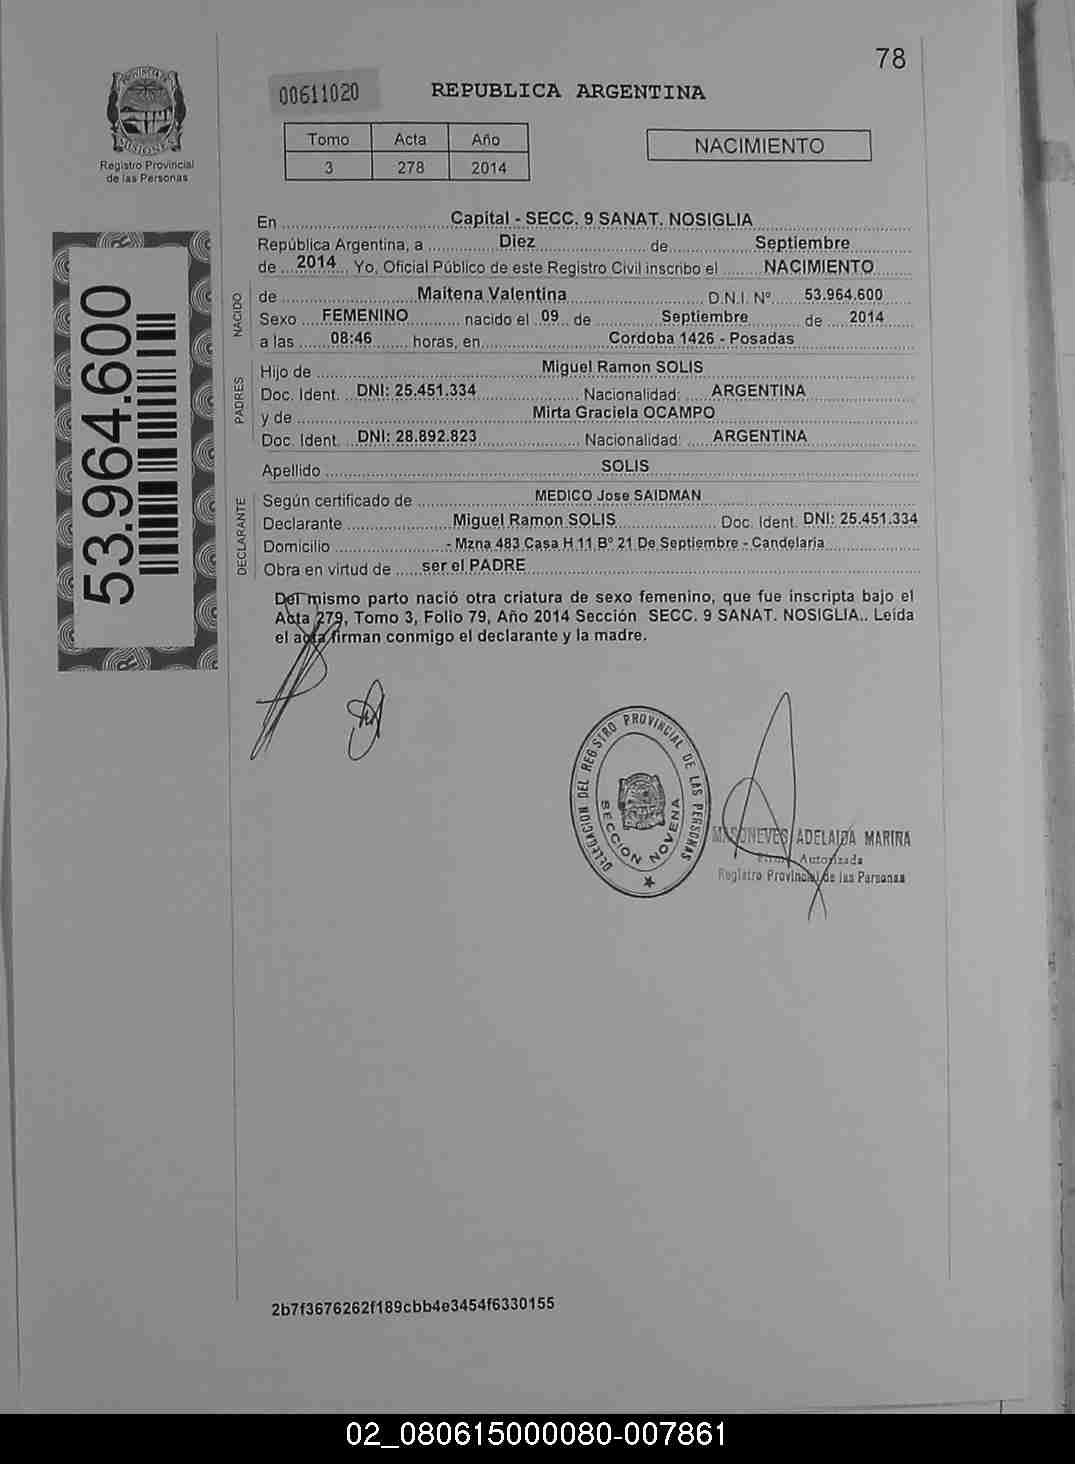 78
PROVINCIA DE
MISIONES
Registro Provincial
de las Personas
00611020
REPUBLICA ARGENTINA
Tomo Acta Año
3 278 2014
NACIMIENTO
53.964.600
En Capital - SECC. 9 SANAT. NOSIGLIA
República Argentina, a Diez de Septiembre
de 2014 Yo, Oficial Público de este Registro Civil inscribo el NACIMIENTO
NACIDO
de Maitena Valentina D.N.I. Nº 53.964.600
Sexo FEMENINO nacido el 09 de Septiembre de 2014
a las 08:46 horas, en Cordoba 1426 - Posadas
PADRES
Hijo de Miguel Ramon SOLIS
Doc. Ident. DNI: 25.451.334 Nacionalidad: ARGENTINA
y de Mirta Graciela OCAMPO
Doc. Ident. DNI: 28.892.823 Nacionalidad: ARGENTINA
Apellido SOLIS
DECLARANTE
Según certificado de MEDICO Jose SAIDMAN
Declarante Miguel Ramon SOLIS Doc. Ident. DNI: 25.451.334
Domicilio - Mzna 483 Casa H 11 Bº 21 De Septiembre - Candelaria
Obra en virtud de ser el PADRE
Del mismo parto nació otra criatura de sexo femenino, que fue inscripta bajo el
Acta 279, Tomo 3, Folio 79, Año 2014 Sección SECC. 9 SANAT. NOSIGLIA.. Leída
el acta firman conmigo el declarante y la madre.
DELEGACION DEL REGISTRO PROVINCIAL DE LAS PERSONAS
SECCION NOVENA
ADELAIDA MARINA
Firma Autorizada
Registro Provincial de las Personas
2b7f3676262f189cbb4e3454f6330155
02_080615000080-007861